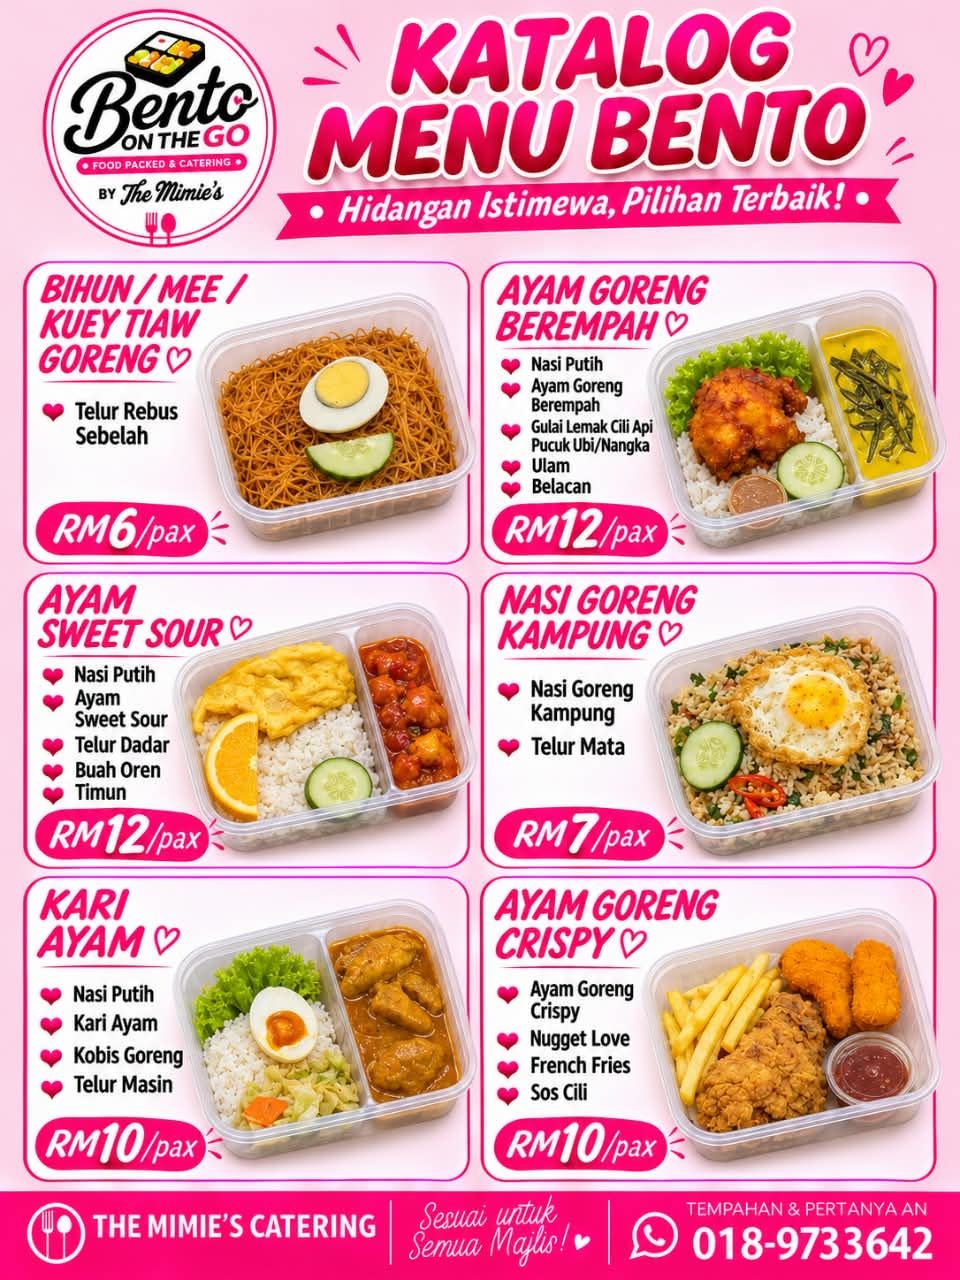 Bento
ON THE GO
FOOD PACKED & CATERING
BY The Mimie's
KATALOG
MENU BENTO
Hidangan Istimewa, Pilihan Terbaik!
BIHUN / MEE /
KUEY TIAW
GORENG
Telur Rebus
Sebelah
RM6/pax
AYAM GORENG
BEREMPAH
Nasi Putih
Ayam Goreng
Berempah
Gulai Lemak Cili Api
Pucuk Ubi/Nangka
Ulam
Belacan
RM12/pax
AYAM
SWEET SOUR
Nasi Putih
Ayam
Sweet Sour
Telur Dadar
Buah Oren
Timun
RM12/pax
NASI GORENG
KAMPUNG
Nasi Goreng
Kampung
Telur Mata
RM7/pax
KARI
AYAM
Nasi Putih
Kari Ayam
Kobis Goreng
Telur Masin
RM10/pax
AYAM GORENG
CRISPY
Ayam Goreng
Crispy
Nugget Love
French Fries
Sos Cili
RM10/pax
THE MIMIE'S CATERING
Sesuai untuk
Semua Majlis!
TEMPAHAN & PERTANYAAN
018-9733642